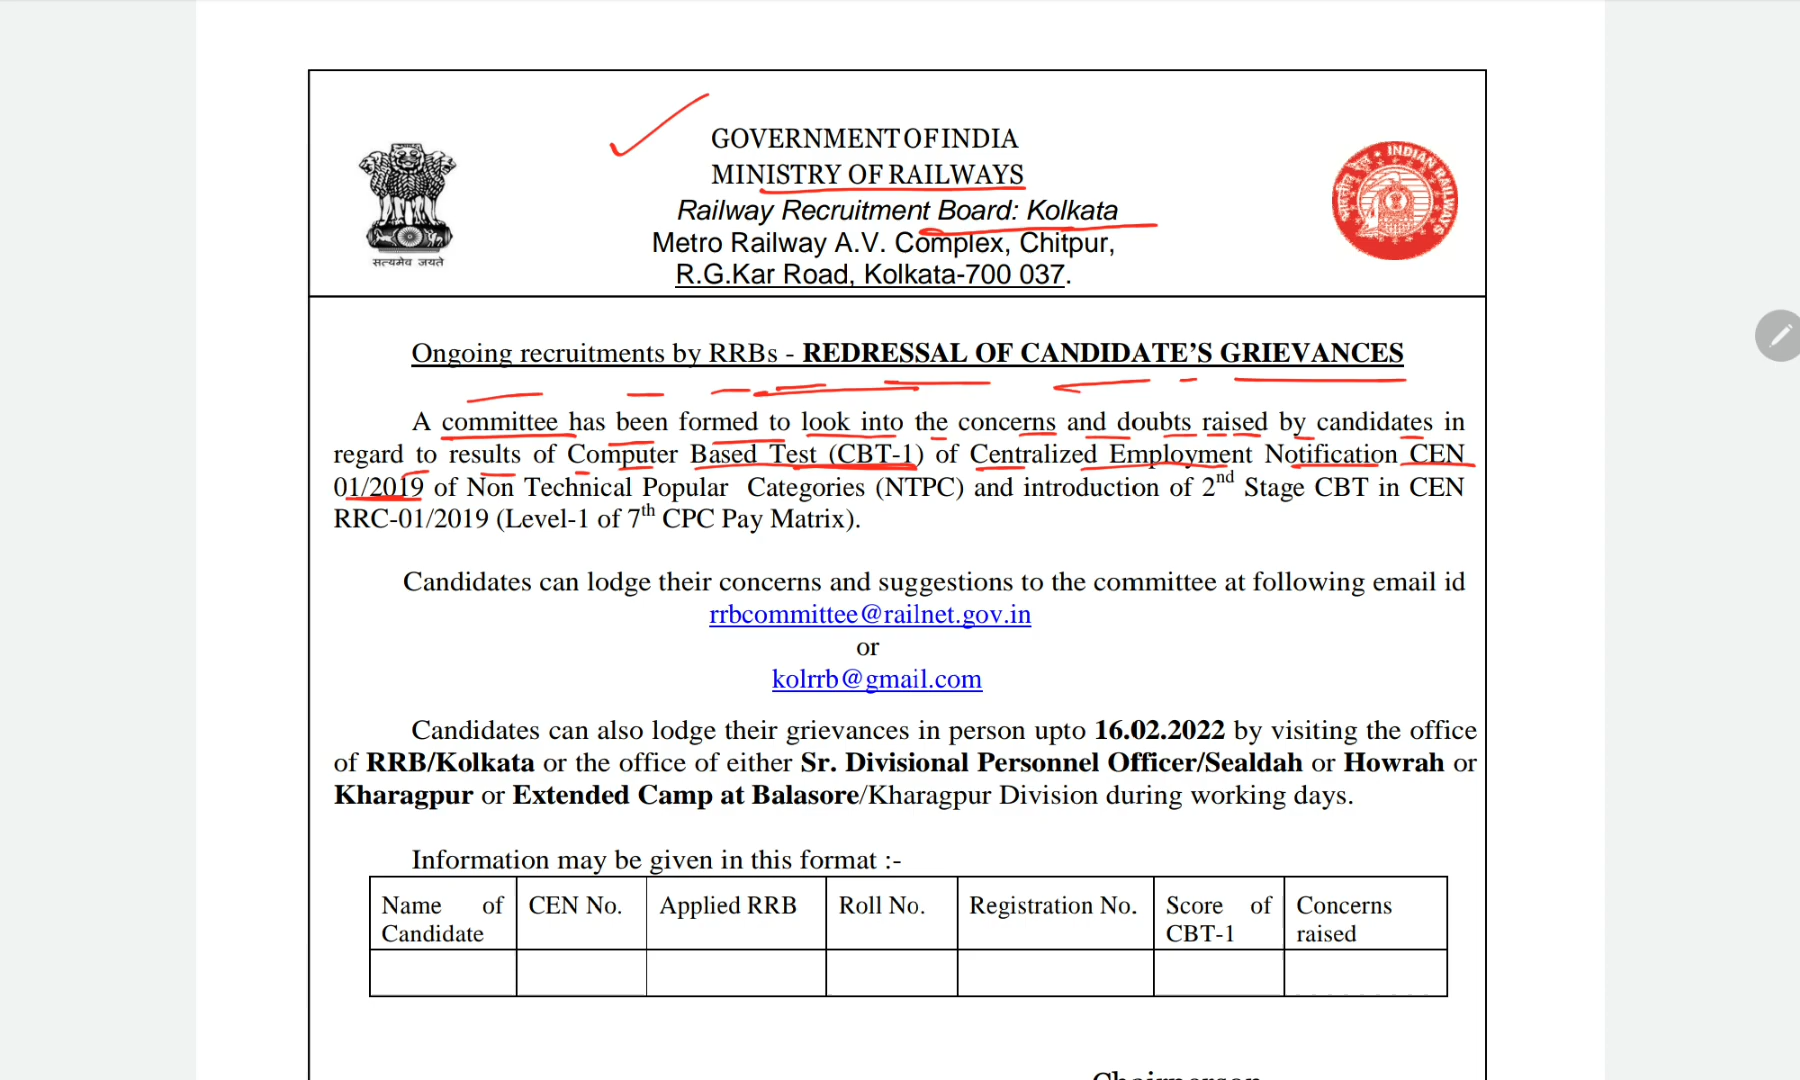 GOVERNMENT OF INDIA
MINISTRY OF RAILWAYS
Railway Recruitment Board: Kolkata
Metro Railway A.V. Complex, Chitpur,
R.G.Kar Road, Kolkata-700 037.
सत्यमेव जयते
INDIAN RAILWAYS
भारतीय रेल
Ongoing recruitments by RRBs - REDRESSAL OF CANDIDATE’S GRIEVANCES
A committee has been formed to look into the concerns and doubts raised by candidates in
regard to results of Computer Based Test (CBT-1) of Centralized Employment Notification CEN
01/2019 of Non Technical Popular Categories (NTPC) and introduction of 2nd Stage CBT in CEN
RRC-01/2019 (Level-1 of 7th CPC Pay Matrix).
Candidates can lodge their concerns and suggestions to the committee at following email id
rrbcommittee@railnet.gov.in
or
kolrrb@gmail.com
Candidates can also lodge their grievances in person upto 16.02.2022 by visiting the office
of RRB/Kolkata or the office of either Sr. Divisional Personnel Officer/Sealdah or Howrah or
Kharagpur or Extended Camp at Balasore/Kharagpur Division during working days.
Information may be given in this format :-
Name of Candidate
CEN No.
Applied RRB
Roll No.
Registration No.
Score of CBT-1
Concerns raised
Chairperson